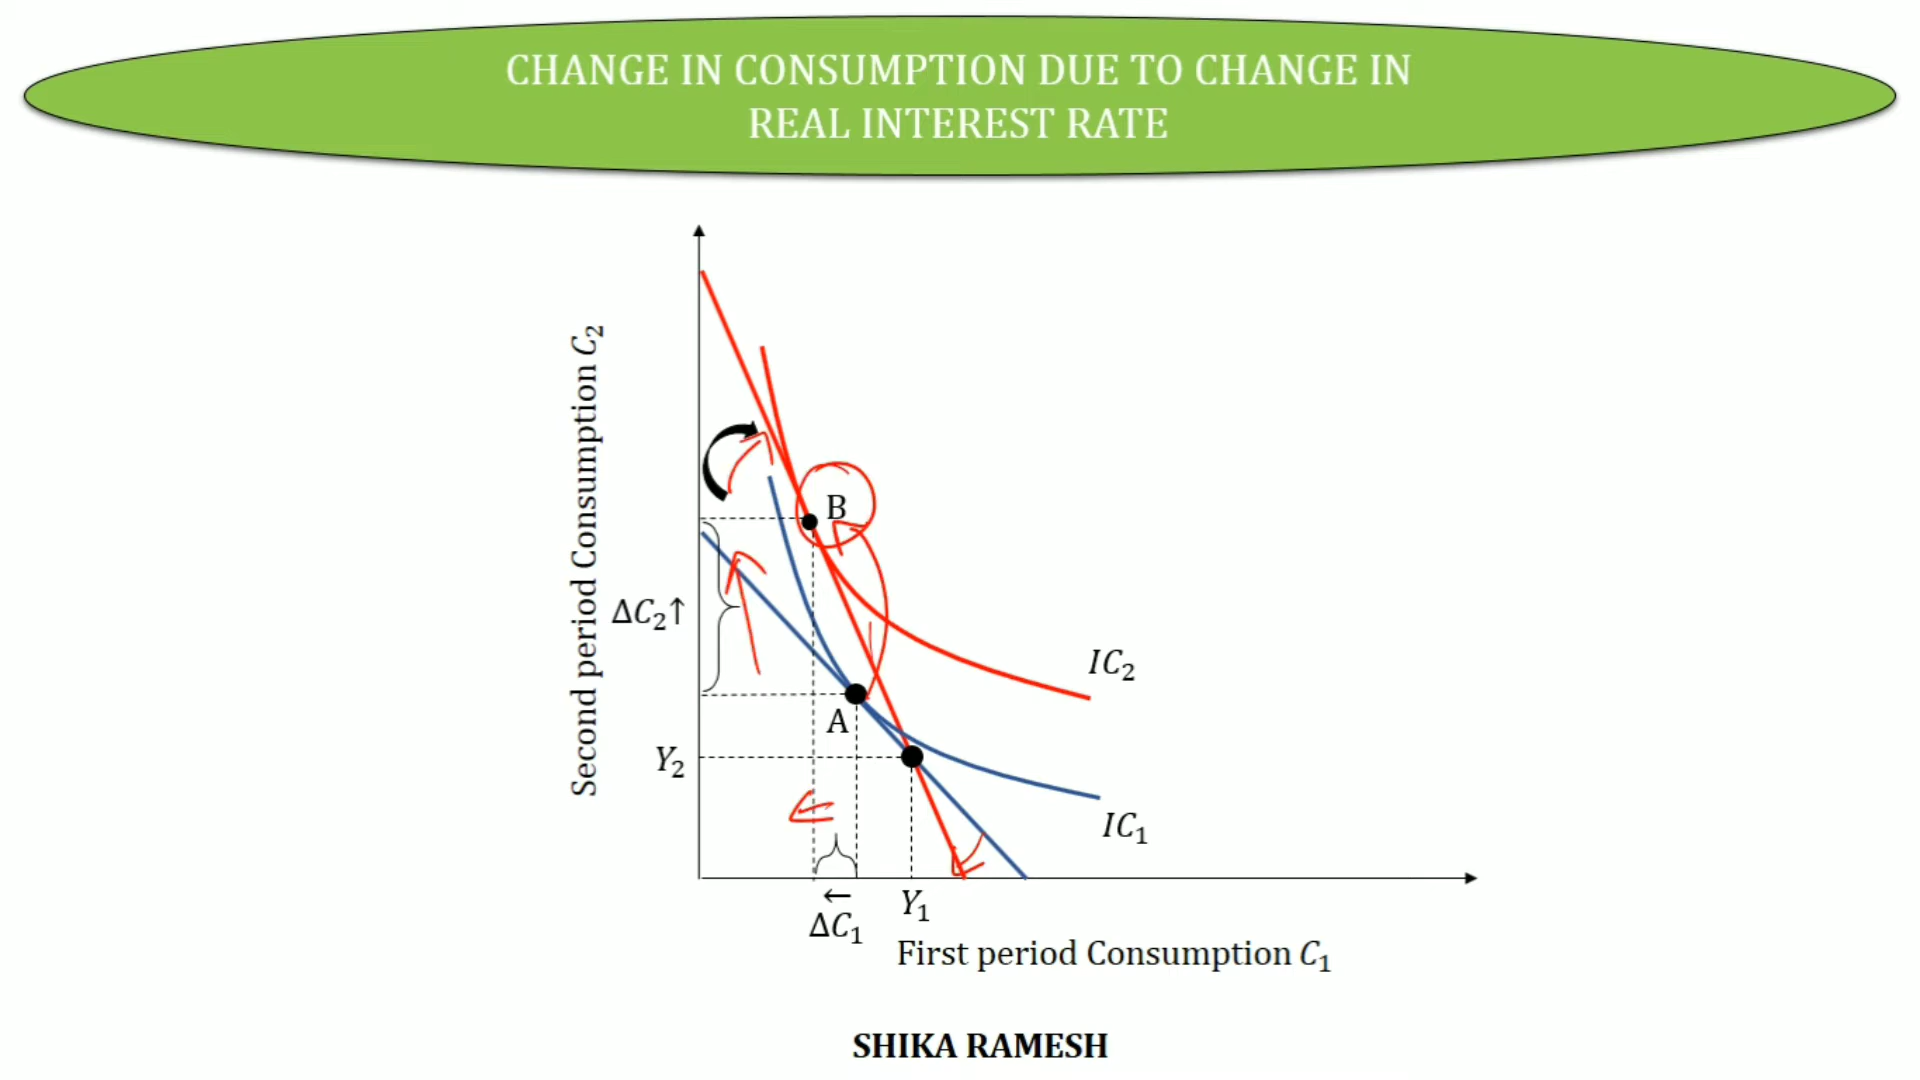 CHANGE IN CONSUMPTION DUE TO CHANGE IN
REAL INTEREST RATE
Second period Consumption C₂
B
ΔC₂↑
IC₂
A
Y₂
IC₁
←
ΔC₁
Y₁
First period Consumption C₁
SHIKA RAMESH